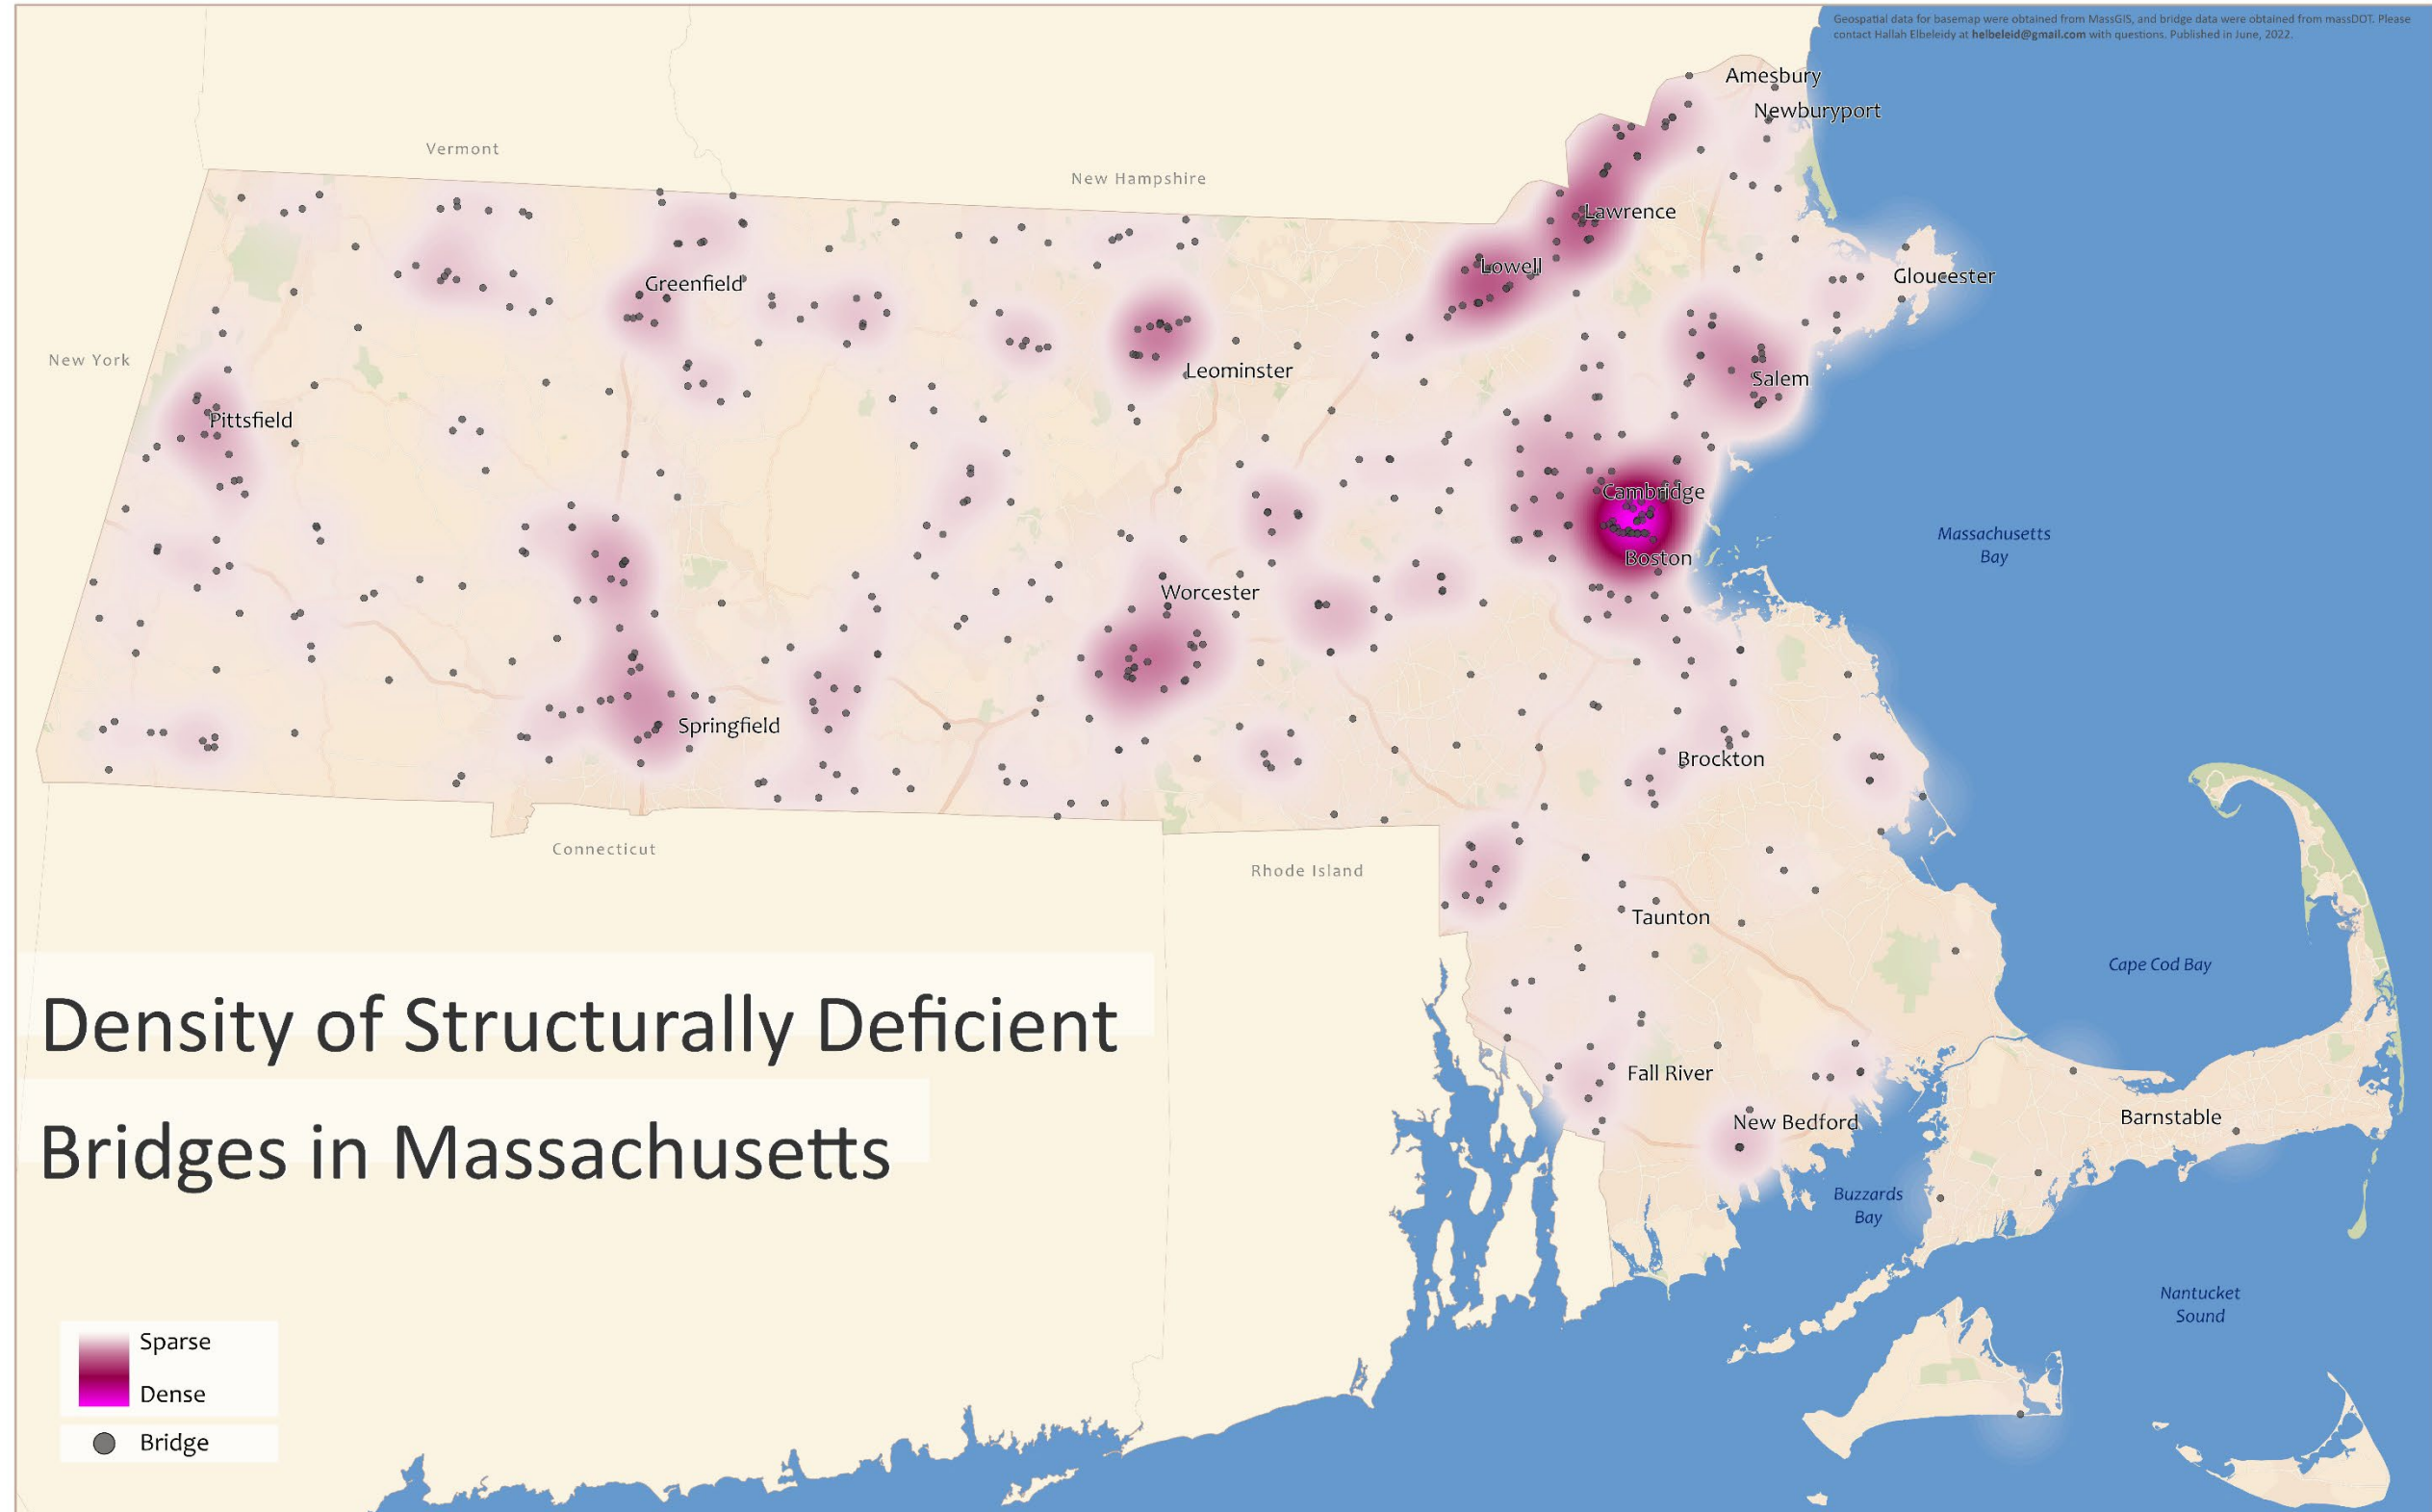 Geospatial data for basemap were obtained from MassGIS, and bridge data were obtained from massDOT. Please
contact Hallah Elbeleidy at helbeleid@gmail.com with questions. Published in June, 2022.
Amesbury
Newburyport
Vermont
New Hampshire
Lawrence
Lowell
Gloucester
Greenfield
New York
Leominster
Salem
Pittsfield
Cambridge
Massachusetts
Bay
Boston
Worcester
Springfield
Brockton
Connecticut
Rhode Island
Taunton
Cape Cod Bay
Density of Structurally Deficient
Bridges in Massachusetts
Fall River
New Bedford
Barnstable
Buzzards
Bay
Nantucket
Sound
Sparse
Dense
Bridge